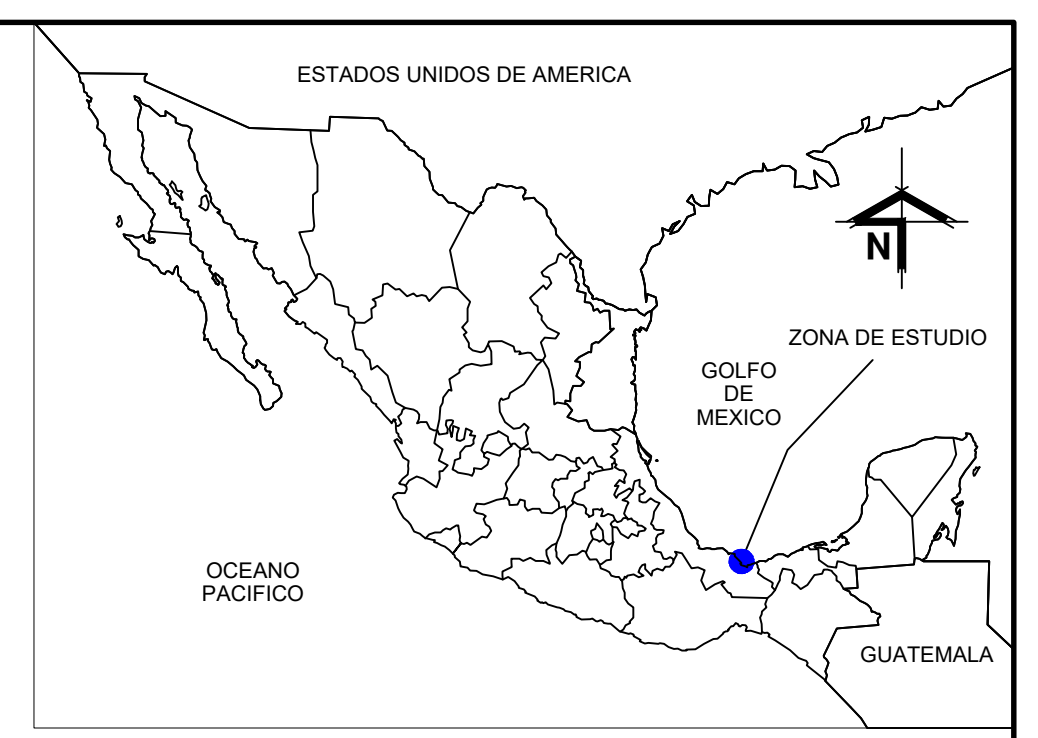 ESTADOS UNIDOS DE AMERICA
N
ZONA DE ESTUDIO
GOLFO
DE
MEXICO
OCEANO
PACIFICO
GUATEMALA